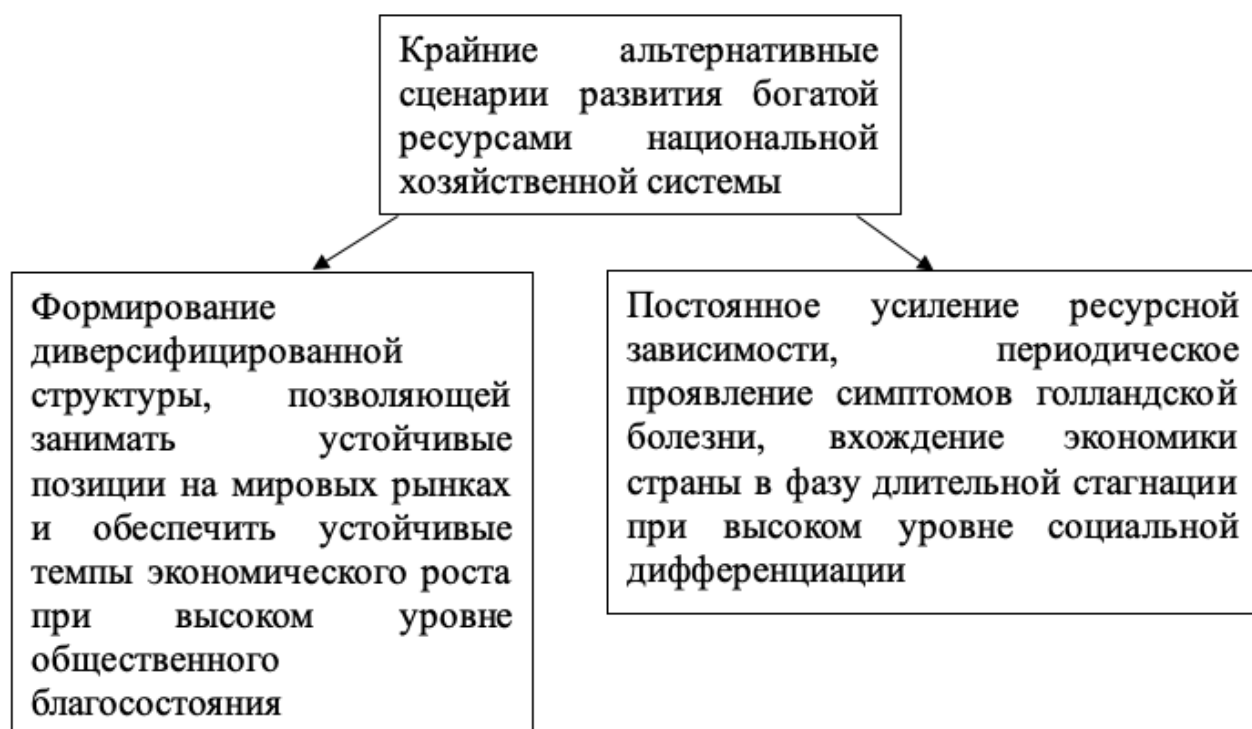 Крайние альтернативные
сценарии развития богатой
ресурсами национальной
хозяйственной системы
Формирование
диверсифицированной
структуры, позволяющей
занимать устойчивые
позиции на мировых рынках
и обеспечить устойчивые
темпы экономического роста
при высоком уровне
общественного
благосостояния
Постоянное усиление ресурсной
зависимости, периодическое
проявление симптомов голландской
болезни, вхождение экономики
страны в фазу длительной стагнации
при высоком уровне социальной
дифференциации